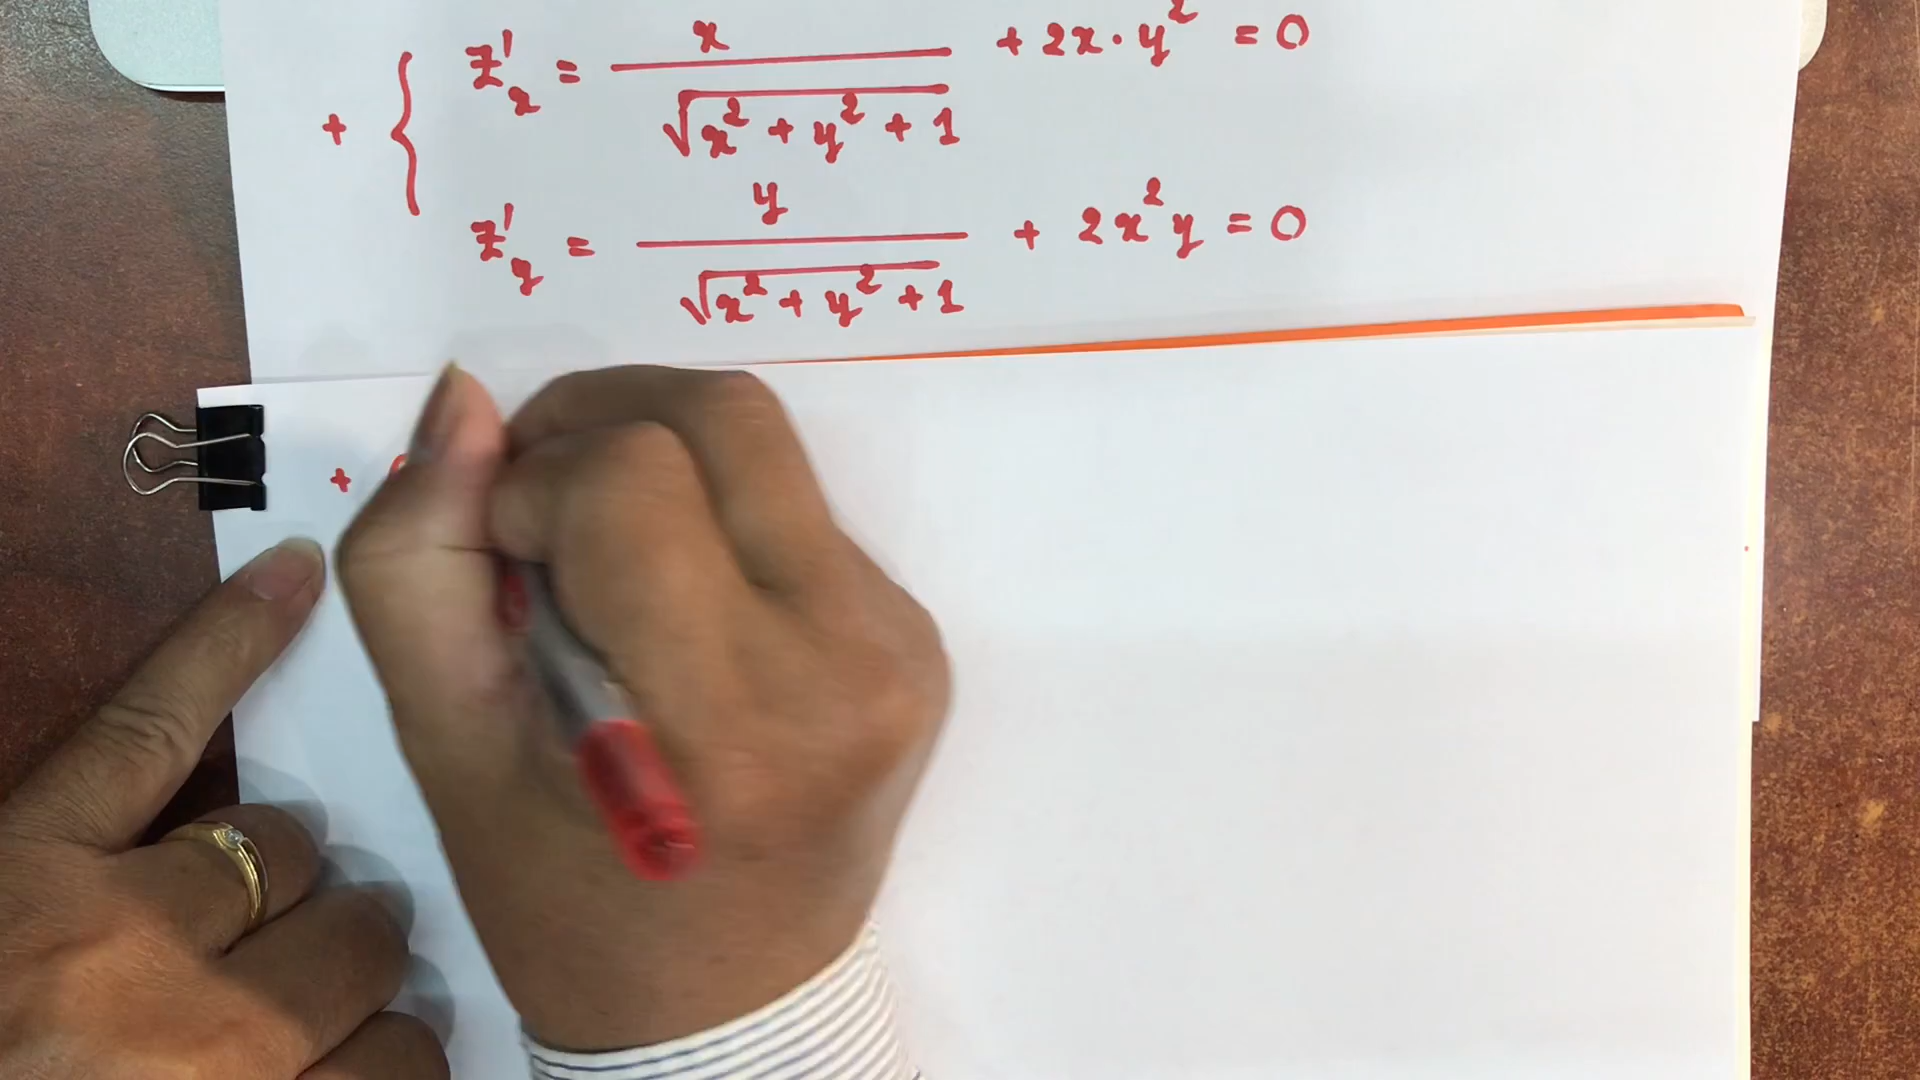 + { z'x = x / √(x² + y² + 1) + 2x · y² = 0
z'y = y / √(x² + y² + 1) + 2x²y = 0
+